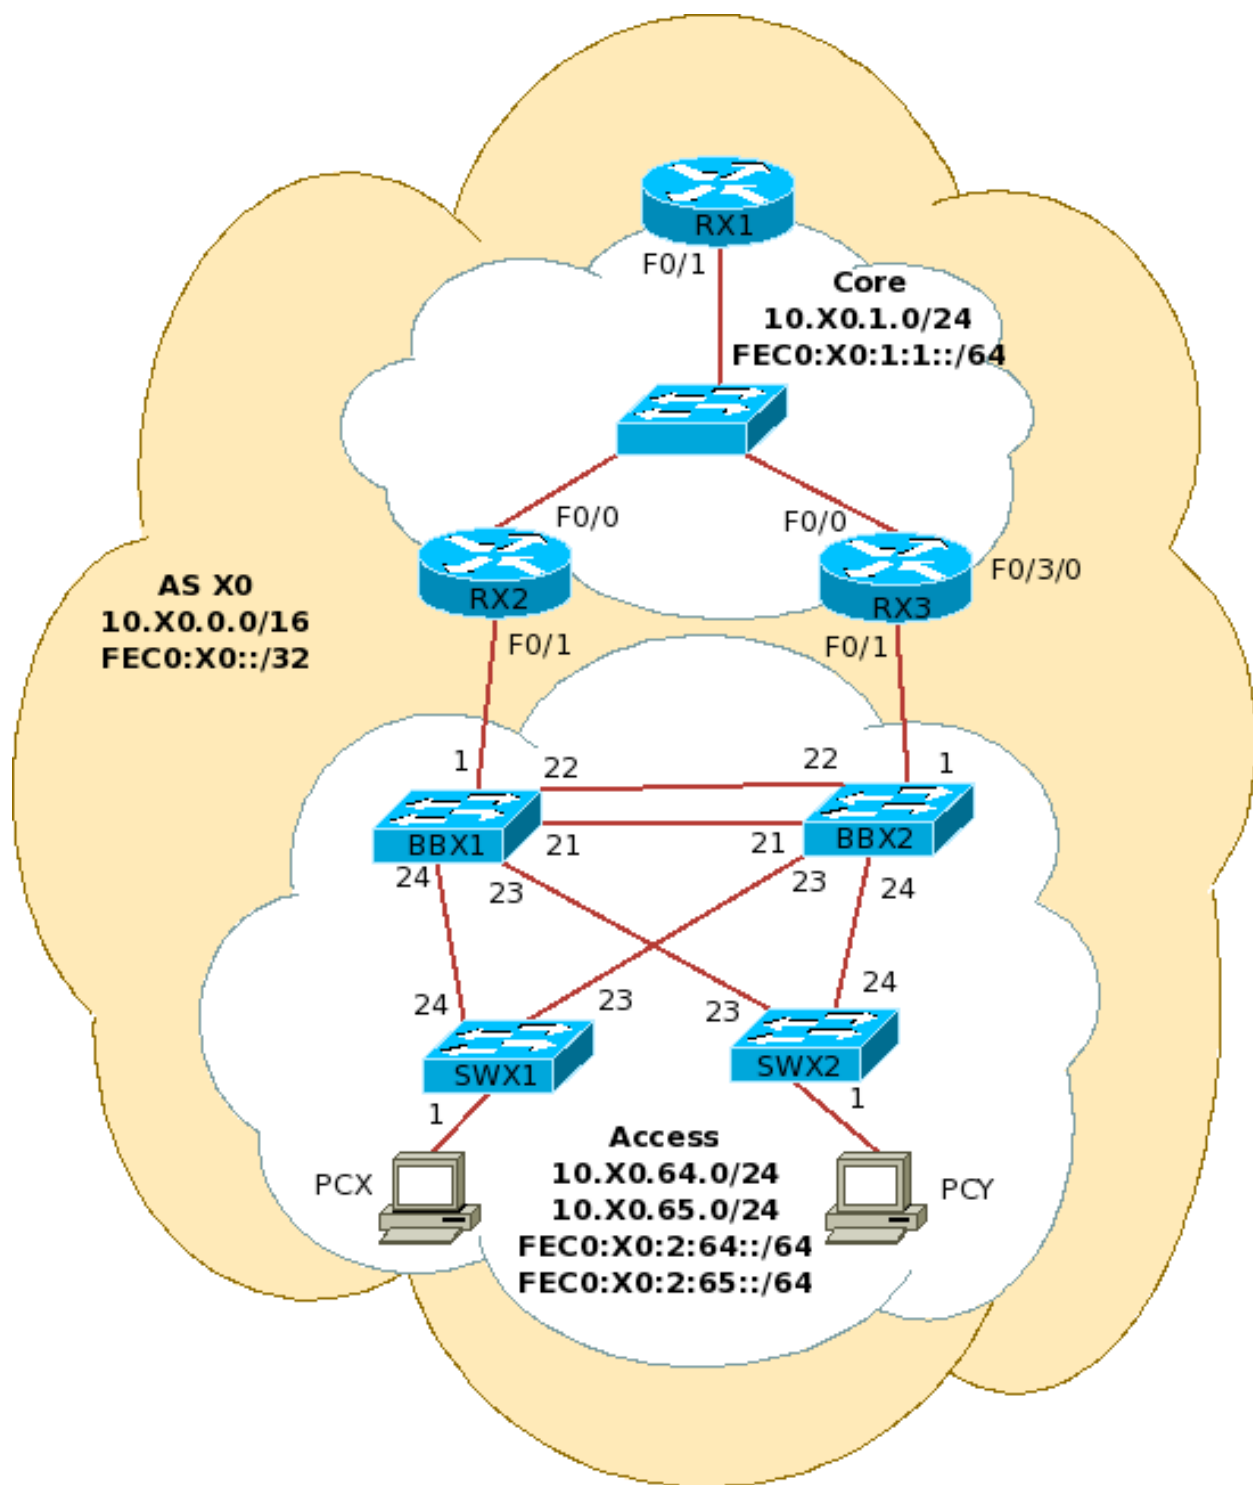 RX1
F0/1
Core
10.X0.1.0/24
FEC0:X0:1:1::/64
F0/0
F0/0
RX2
RX3
F0/3/0
AS X0
10.X0.0.0/16
FEC0:X0::/32
F0/1
F0/1
1
22
22
1
BBX1
21
21
BBX2
24
23
23
24
24
23
23
24
SWX1
SWX2
1
1
PCX
Access
10.X0.64.0/24
10.X0.65.0/24
FEC0:X0:2:64::/64
FEC0:X0:2:65::/64
PCY